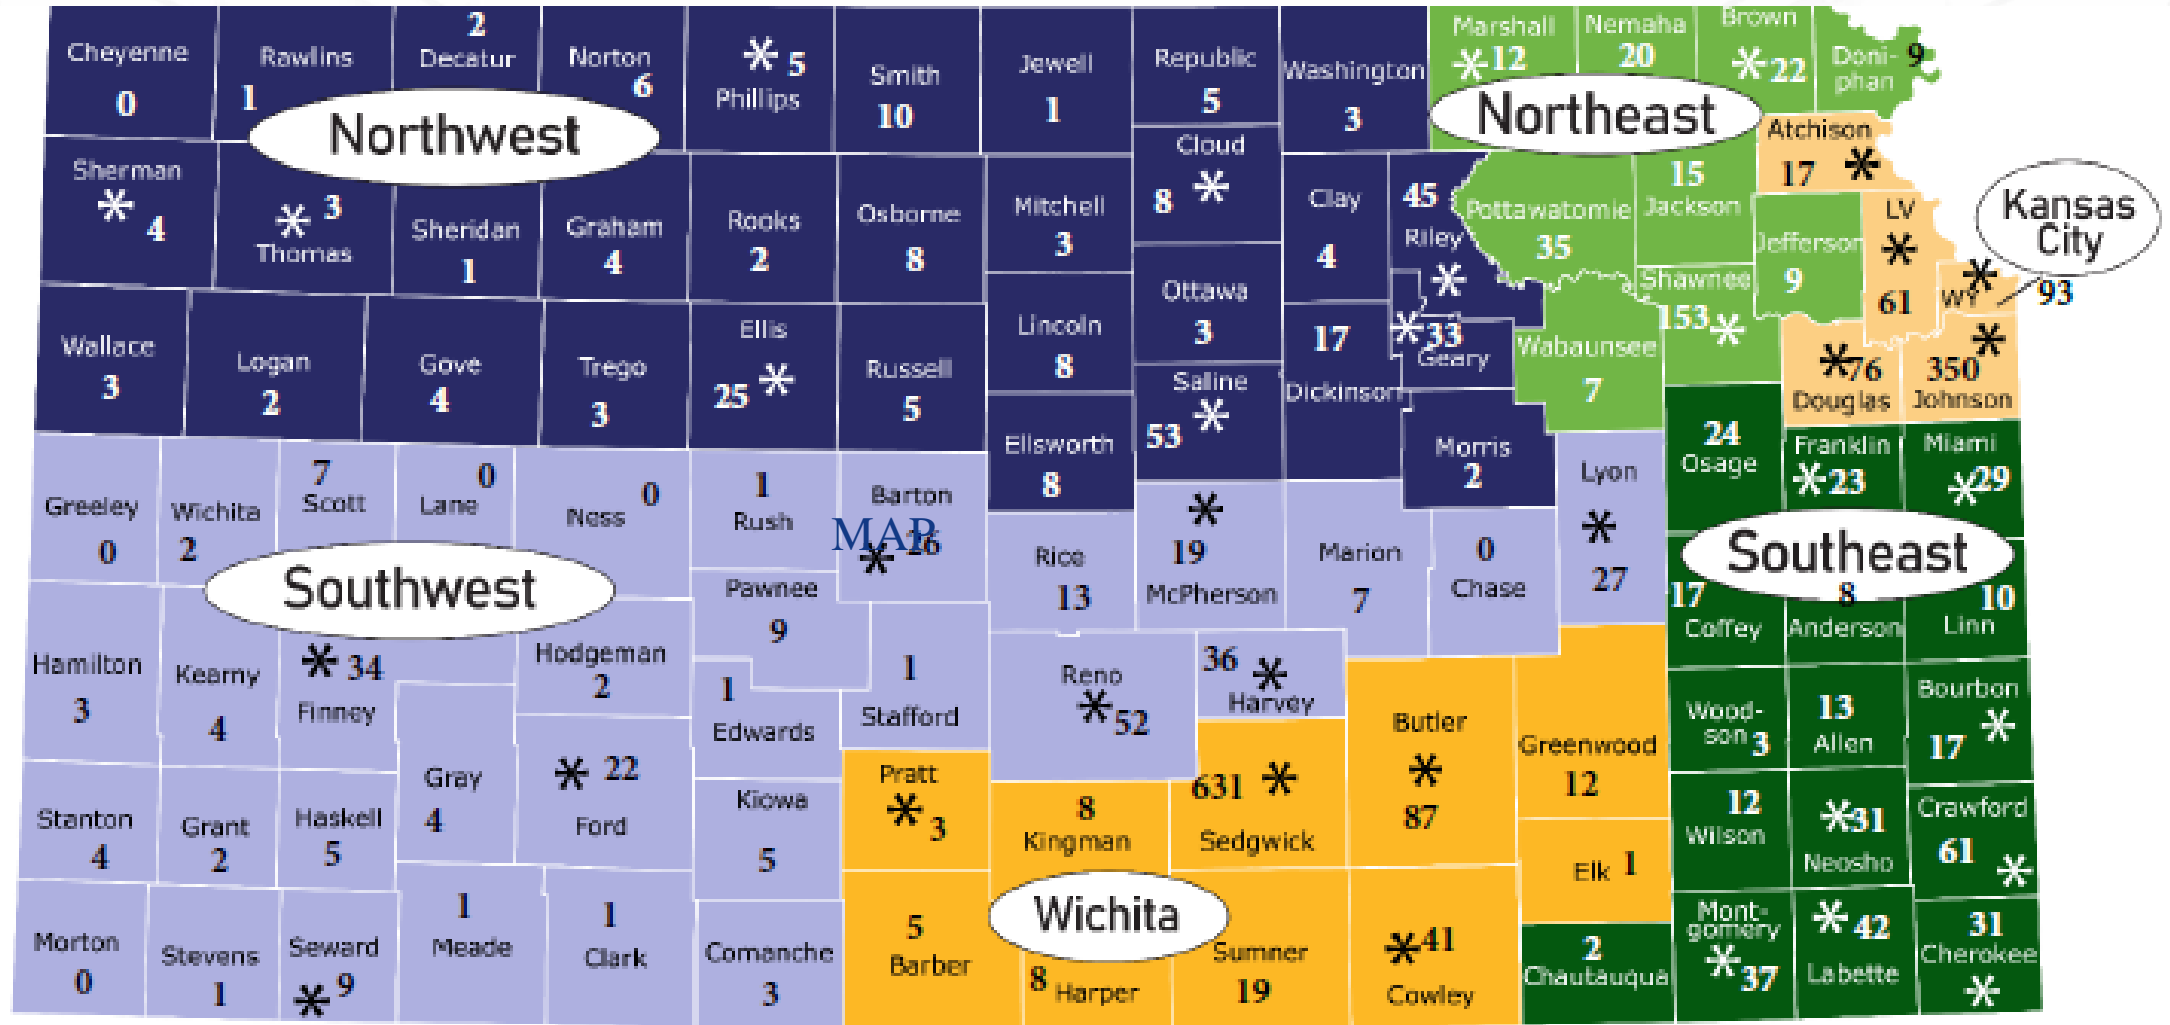 Cheyenne
0
Rawlins
1
2
Decatur
Norton
6
5
Phillips
Smith
10
Jewell
1
Republic
5
Washington
3
Marshall
12
Nemaha
20
Brown
22
Doni-
phan
9
Northwest
Northeast
Sherman
4
3
Thomas
Sheridan
1
Graham
4
Rooks
2
Osborne
8
Mitchell
3
Cloud
8
Clay
4
45
Riley
Pottawatomie
35
15
Jackson
Atchison
17
Jefferson
9
LV
61
Kansas
City
WY
93
Wallace
3
Logan
2
Gove
4
Trego
3
Ellis
25
Russell
5
Lincoln
8
Ottawa
3
Saline
53
17
Dickinson
33
Geary
Wabaunsee
7
Shawnee
153
76
Douglas
350
Johnson
Ellsworth
8
Morris
2
Lyon
27
24
Osage
Franklin
23
Miami
29
Greeley
0
Wichita
2
7
Scott
0
Lane
0
Ness
1
Rush
Barton
26
MAP
Rice
13
19
McPherson
Marion
7
0
Chase
Southwest
Southeast
17
Coffey
8
Anderson
10
Linn
Hamilton
3
Kearny
4
34
Finney
Hodgeman
2
Pawnee
9
1
Edwards
1
Stafford
Reno
52
36
Harvey
Butler
87
Greenwood
12
Wood-
son 3
13
Allen
Bourbon
17
Stanton
4
Grant
2
Haskell
5
Gray
4
22
Ford
Kiowa
5
Pratt
3
8
Kingman
631
Sedgwick
Elk 1
12
Wilson
31
Neosho
Crawford
61
Morton
0
Stevens
1
Seward
9
1
Meade
1
Clark
Comanche
3
5
Barber
Wichita
8 Harper
Sumner
19
41
Cowley
2
Chautauqua
Mont-
gomery
37
42
Labette
31
Cherokee